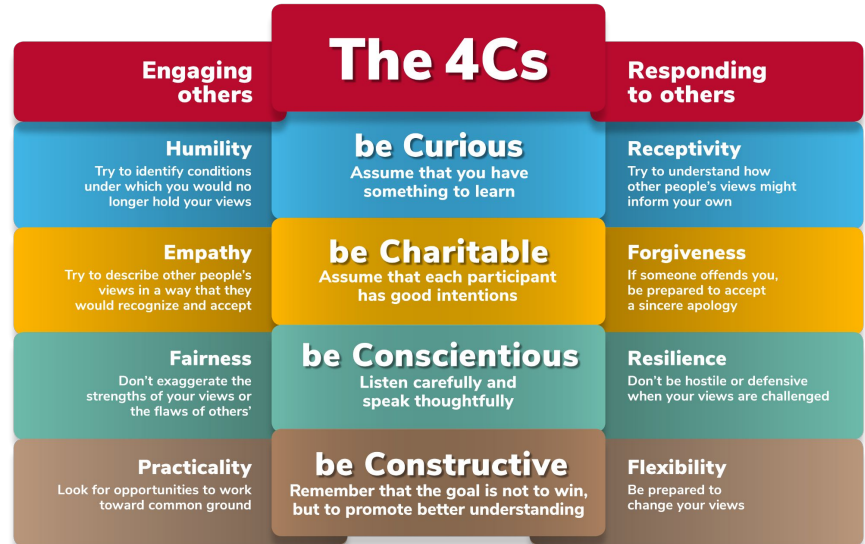 The 4Cs
Engaging
others
Responding
to others
Humility
Try to identify conditions
under which you would no
longer hold your views
be Curious
Assume that you have
something to learn
Receptivity
Try to understand how
other people's views might
inform your own
Empathy
Try to describe other people's
views in a way that they
would recognize and accept
be Charitable
Assume that each participant
has good intentions
Forgiveness
If someone offends you,
be prepared to accept
a sincere apology
Fairness
Don't exaggerate the
strengths of your views or
the flaws of others'
be Conscientious
Listen carefully and
speak thoughtfully
Resilience
Don't be hostile or defensive
when your views are challenged
Practicality
Look for opportunities to work
toward common ground
be Constructive
Remember that the goal is not to win,
but to promote better understanding
Flexibility
Be prepared to
change your views